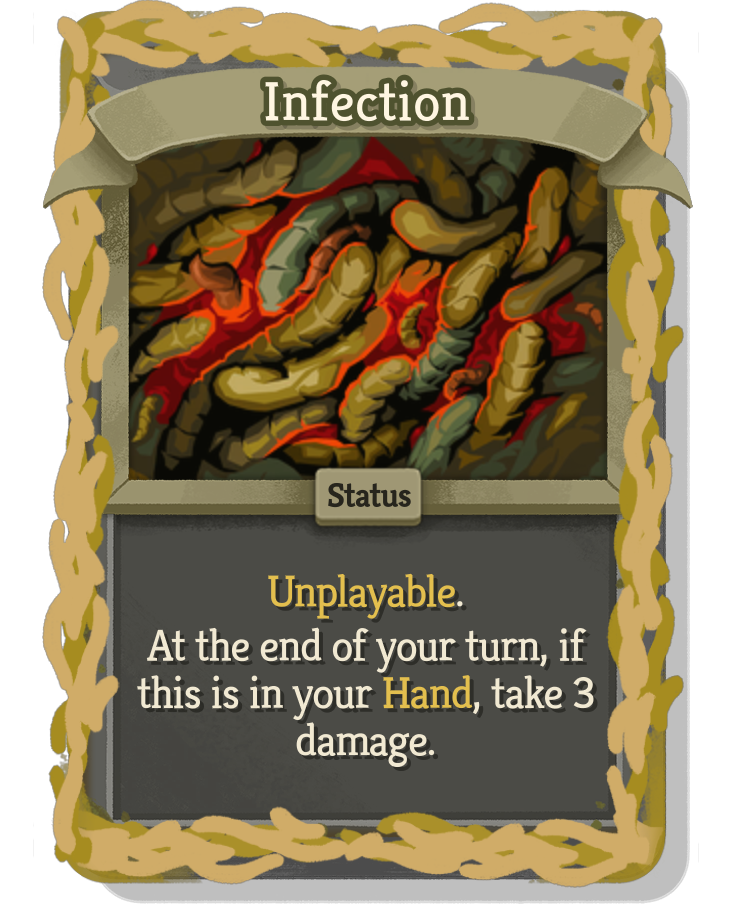 Infection
Status
Unplayable.
At the end of your turn, if
this is in your Hand, take 3
damage.